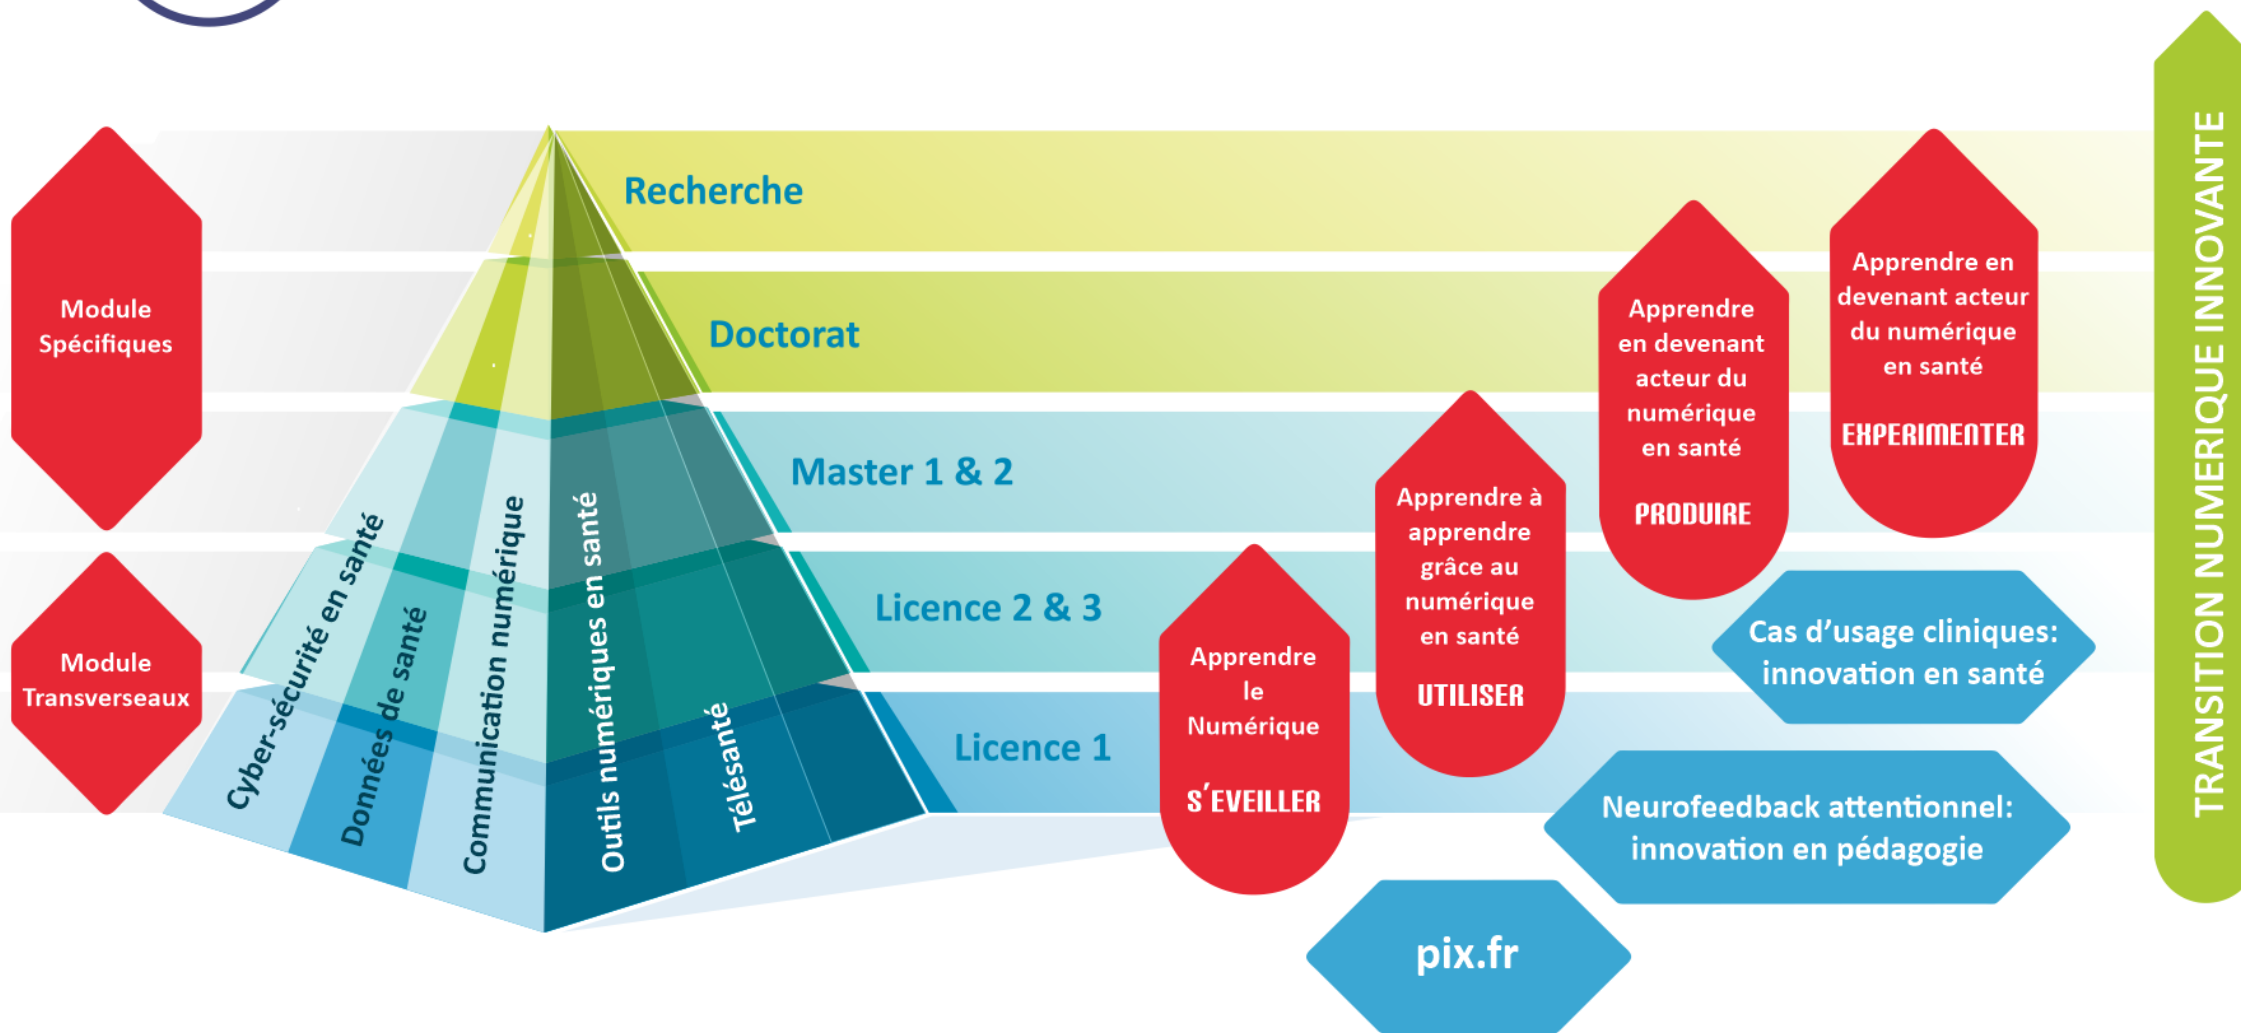 Module
Spécifiques
Module
Transverseaux
Recherche
Doctorat
Master 1 & 2
Licence 2 & 3
Licence 1
Cyber-sécurité en santé
Données de santé
Communication numérique
Outils numériques en santé
Télésanté
Apprendre
le
Numérique
S'EVEILLER
Apprendre à
apprendre
grâce au
numérique
en santé
UTILISER
Apprendre
en devenant
acteur du
numérique
en santé
PRODUIRE
Apprendre en
devenant acteur
du numérique
en santé
EXPERIMENTER
Cas d’usage cliniques:
innovation en santé
Neurofeedback attentionnel:
innovation en pédagogie
pix.fr
TRANSITION NUMERIQUE INNOVANTE